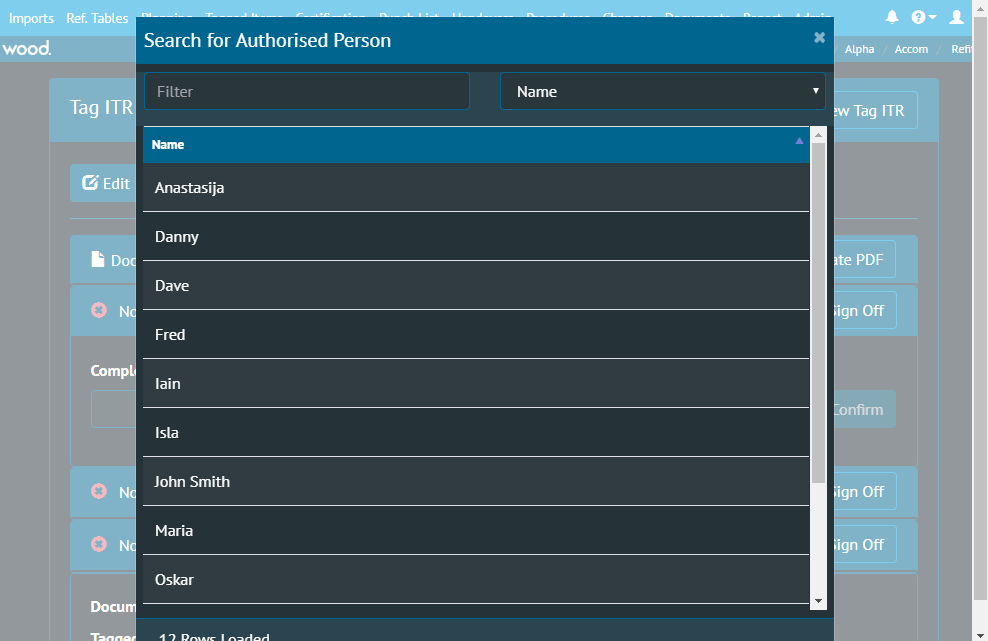 Imports Ref. Tables
wood.
Search for Authorised Person
Alpha / Accom / Refi
Filter
Name
Tag ITR
ew Tag ITR
Name
Edit
Anastasija
Danny
Doc
ate PDF
Dave
No
Sign Off
Fred
Comple
Iain
Confirm
Isla
John Smith
No
Sign Off
Maria
No
Sign Off
Oskar
Docum
Tagged
12 Rows Loaded